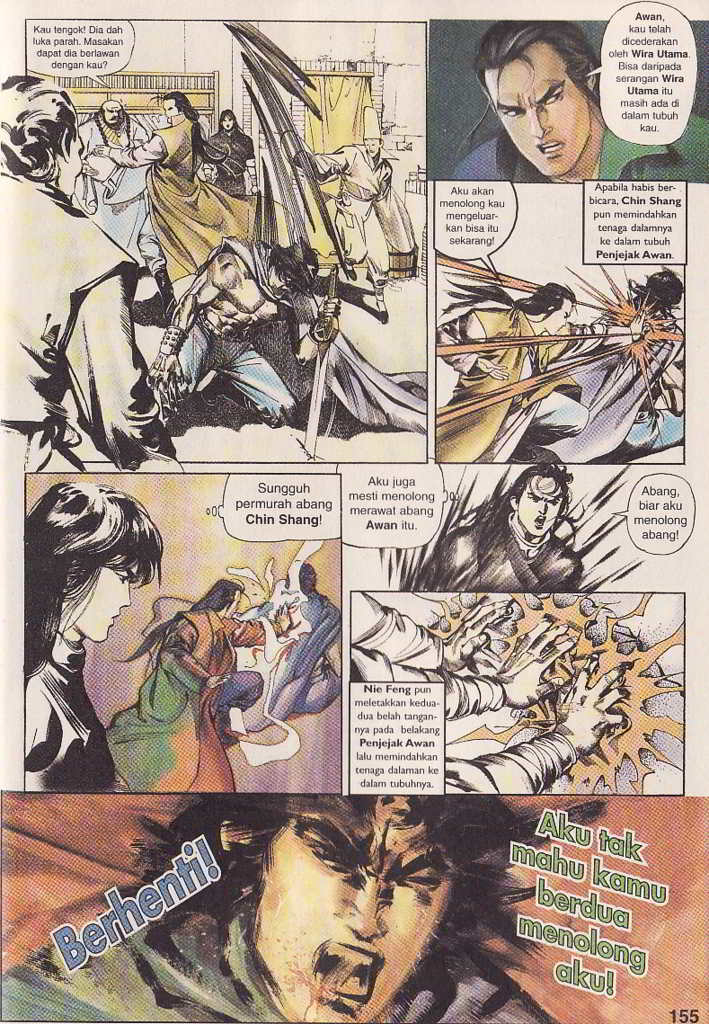 Kau tengok! Dia dah
luka parah. Masakan
dapat dia berlawan
dengan kau?
Awan,
kau telah
dicederakan
oleh Wira Utama.
Bisa daripada
serangan Wira
Utama itu
masih ada di
dalam tubuh
kau.
Aku akan
menolong kau
mengeluar-
kan bisa itu
sekarang!
Apabila habis ber-
bicara, Chin Shang
pun memindahkan
tenaga dalamnya
ke dalam tubuh
Penjejak Awan.
Sungguh
permurah abang
Chin Shang!
Aku juga
mesti menolong
merawat abang
Awan itu.
Abang,
biar aku
menolong
abang!
Nie Feng pun
meletakkan kedua-
dua belah tangan-
nya pada belakang
Penjejak Awan
lalu memindahkan
tenaga dalaman ke
dalam tubuhnya.
Berhenti!
Aku tak
mahu kamu
berdua
menolong
aku!
155